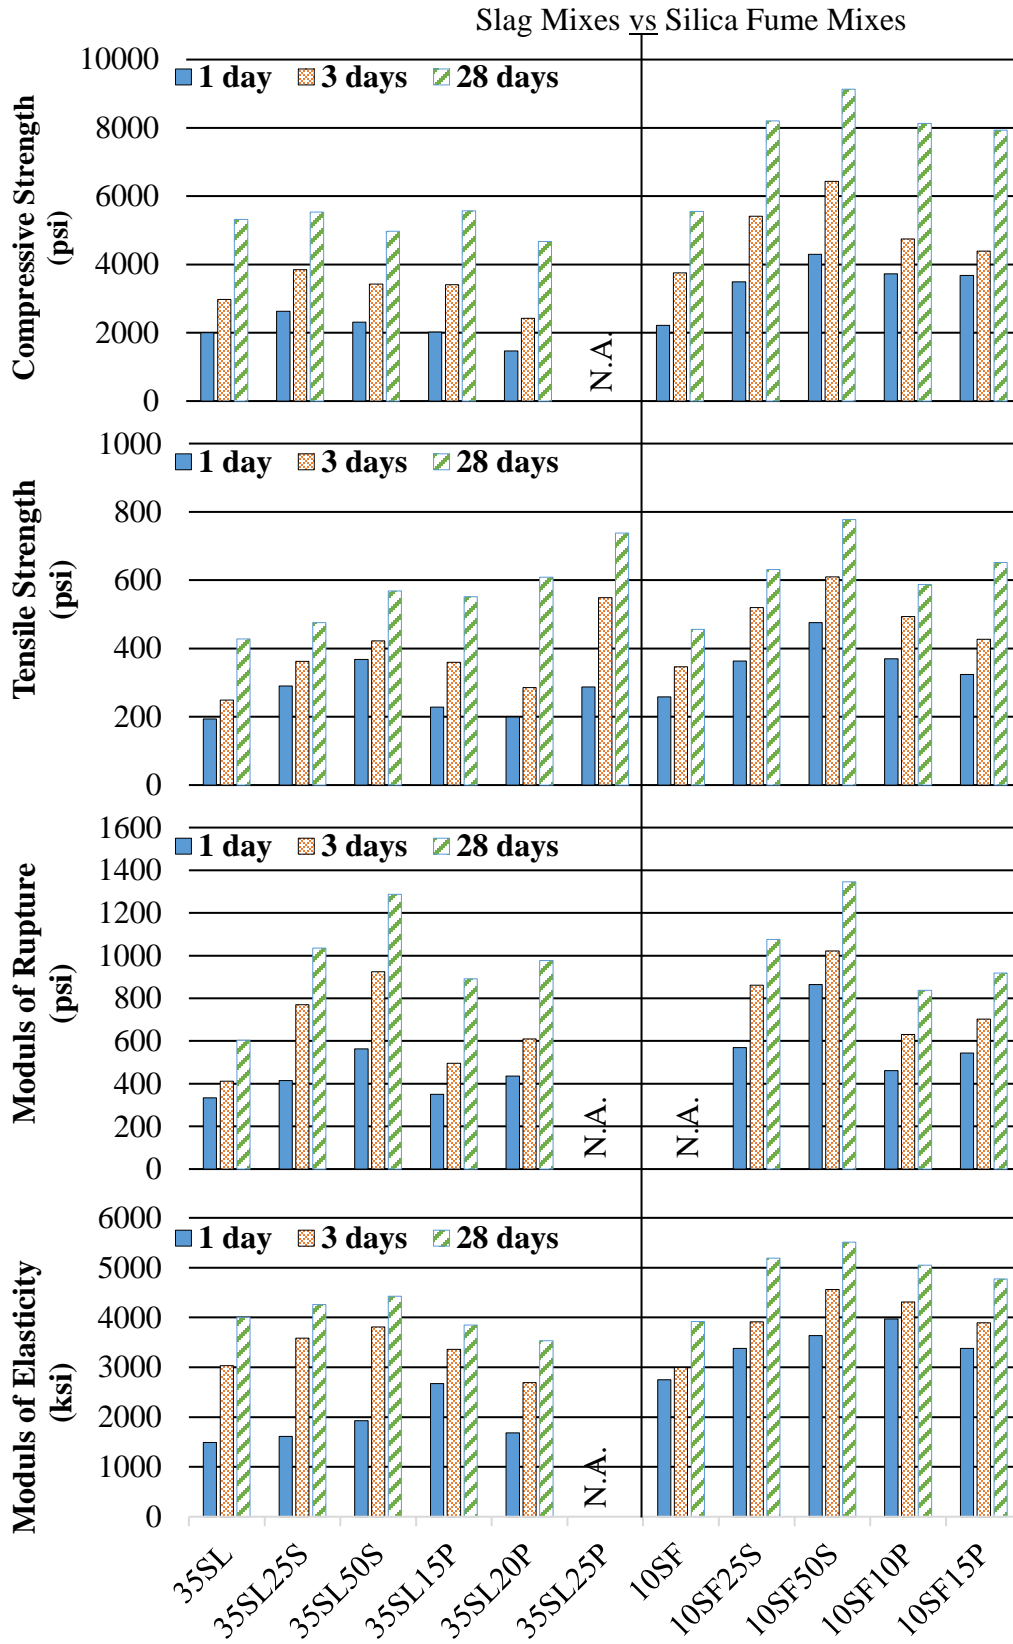 Slag Mixes vs Silica Fume Mixes
Compressive Strength
(psi)
10000
8000
6000
4000
2000
0
1 day 3 days 28 days
N.A.
Tensile Strength
(psi)
1000
800
600
400
200
0
1 day 3 days 28 days
Moduls of Rupture
(psi)
1600
1400
1200
1000
800
600
400
200
0
1 day 3 days 28 days
N.A.
N.A.
Moduls of Elasticity
(ksi)
6000
5000
4000
3000
2000
1000
0
1 day 3 days 28 days
N.A.
35SL
35SL25S
35SL50S
35SL15P
35SL20P
35SL25P
10SF
10SF25S
10SF50S
10SF10P
10SF15P